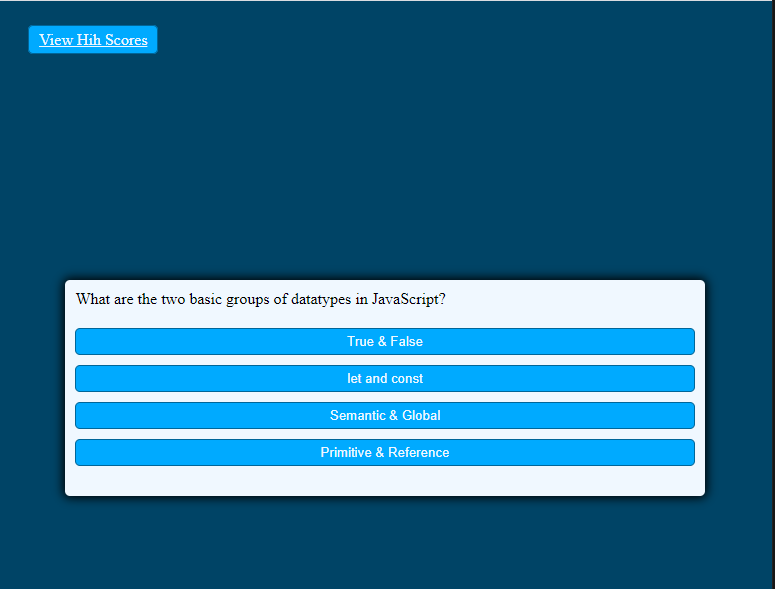 View Hih Scores
What are the two basic groups of datatypes in JavaScript?
True & False
let and const
Semantic & Global
Primitive & Reference